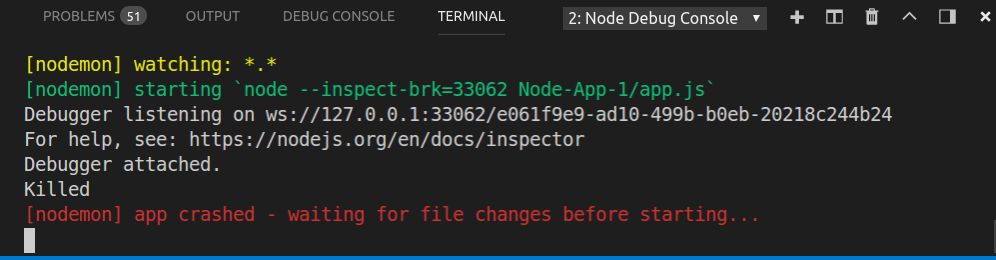 PROBLEMS 51 OUTPUT DEBUG CONSOLE TERMINAL 2: Node Debug Console
[nodemon] watching: *.*
[nodemon] starting `node --inspect-brk=33062 Node-App-1/app.js`
Debugger listening on ws://127.0.0.1:33062/e061f9e9-ad10-499b-b0eb-20218c244b24
For help, see: https://nodejs.org/en/docs/inspector
Debugger attached.
Killed
[nodemon] app crashed - waiting for file changes before starting...